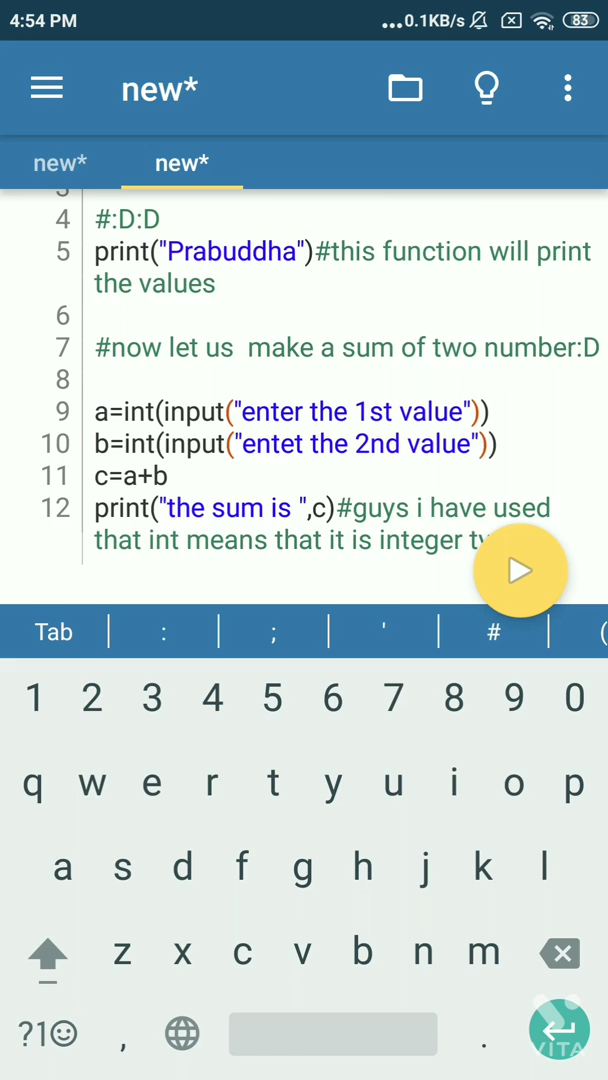 4:54 PM
...0.1KB/s 83
new*
new* new*
3
4 #:D:D
5 print("Prabuddha")#this function will print
the values
6
7 #now let us  make a sum of two number:D
8
9 a=int(input("enter the 1st value"))
10 b=int(input("entet the 2nd value"))
11 c=a+b
12 print("the sum is ",c)#guys i have used
that int means that it is integer
Tab : ; ' # (
1 2 3 4 5 6 7 8 9 0
q w e r t y u i o p
a s d f g h j k l
z x c v b n m
?1☺ , .
VITA